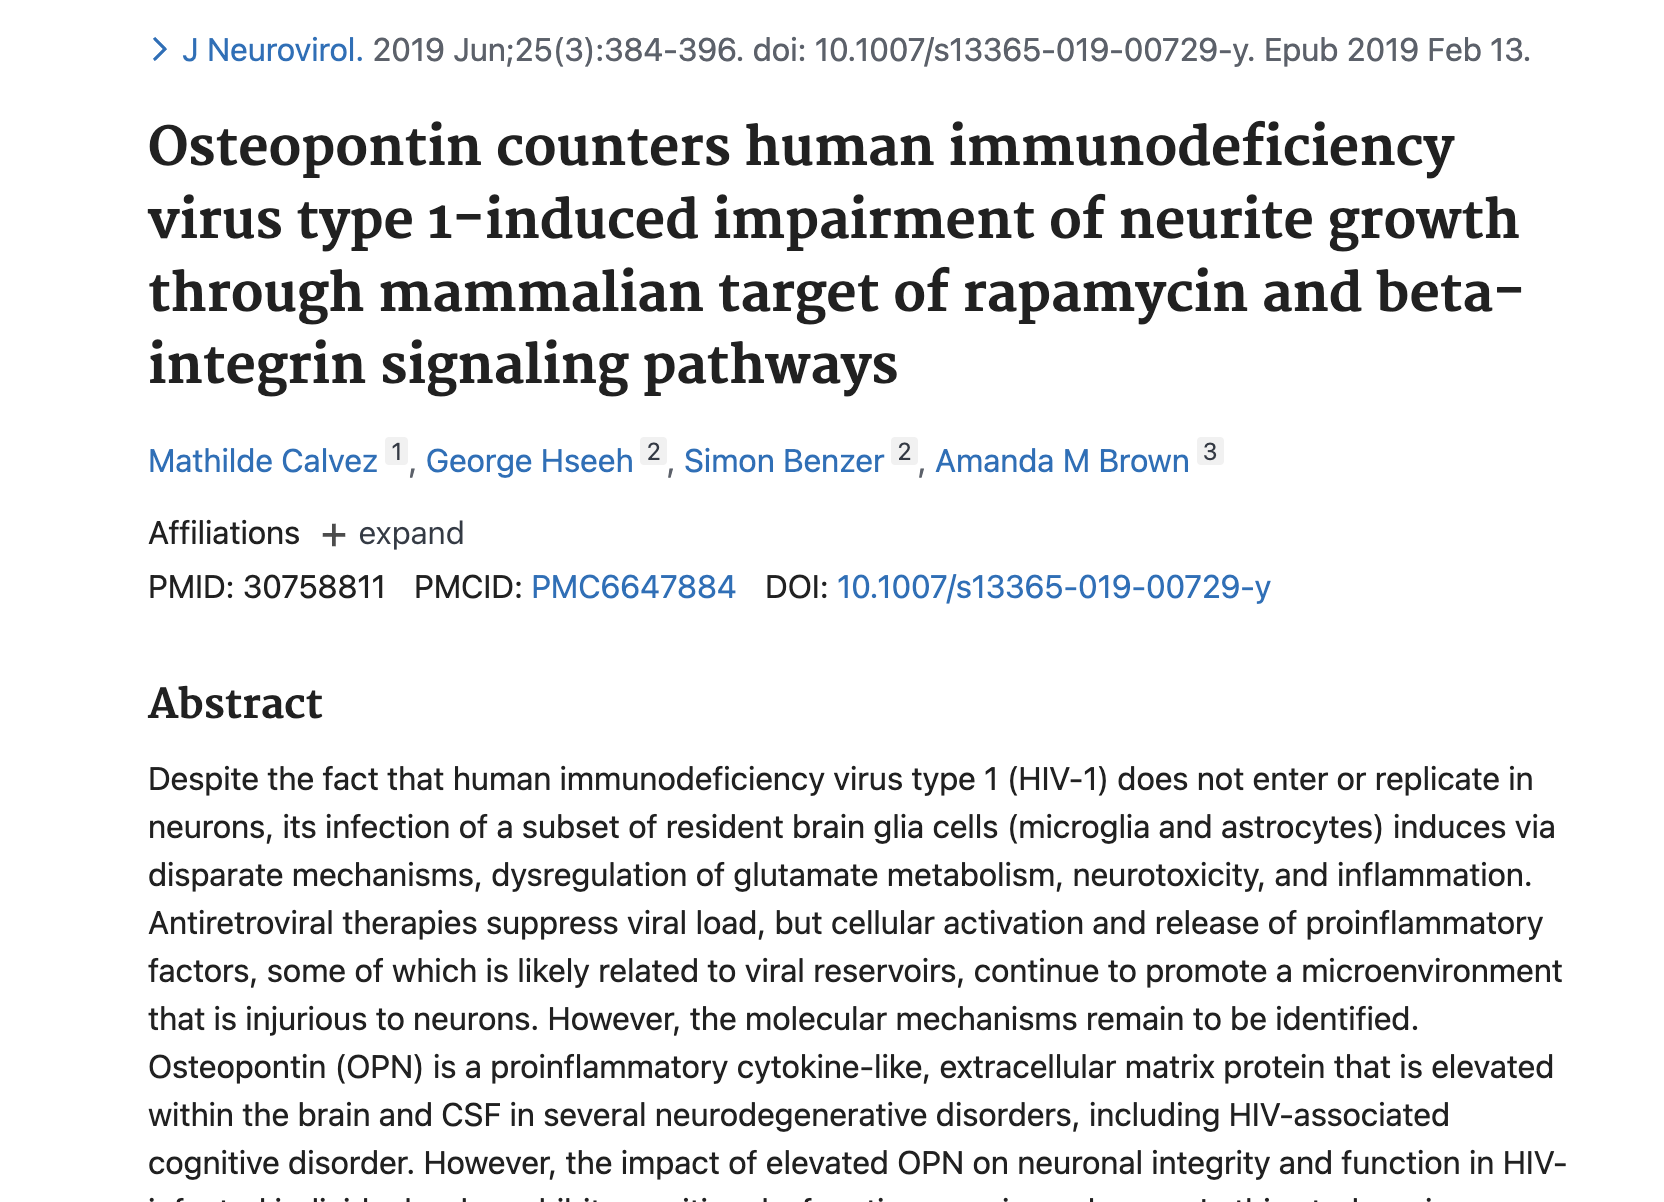 > J Neurovirol. 2019 Jun;25(3):384-396. doi: 10.1007/s13365-019-00729-y. Epub 2019 Feb 13.
Osteopontin counters human immunodeficiency
virus type 1-induced impairment of neurite growth
through mammalian target of rapamycin and beta-
integrin signaling pathways
Mathilde Calvez 1, George Hseeh 2, Simon Benzer 2, Amanda M Brown 3
Affiliations + expand
PMID: 30758811 PMCID: PMC6647884 DOI: 10.1007/s13365-019-00729-y
Abstract
Despite the fact that human immunodeficiency virus type 1 (HIV-1) does not enter or replicate in
neurons, its infection of a subset of resident brain glia cells (microglia and astrocytes) induces via
disparate mechanisms, dysregulation of glutamate metabolism, neurotoxicity, and inflammation.
Antiretroviral therapies suppress viral load, but cellular activation and release of proinflammatory
factors, some of which is likely related to viral reservoirs, continue to promote a microenvironment
that is injurious to neurons. However, the molecular mechanisms remain to be identified.
Osteopontin (OPN) is a proinflammatory cytokine-like, extracellular matrix protein that is elevated
within the brain and CSF in several neurodegenerative disorders, including HIV-associated
cognitive disorder. However, the impact of elevated OPN on neuronal integrity and function in HIV-